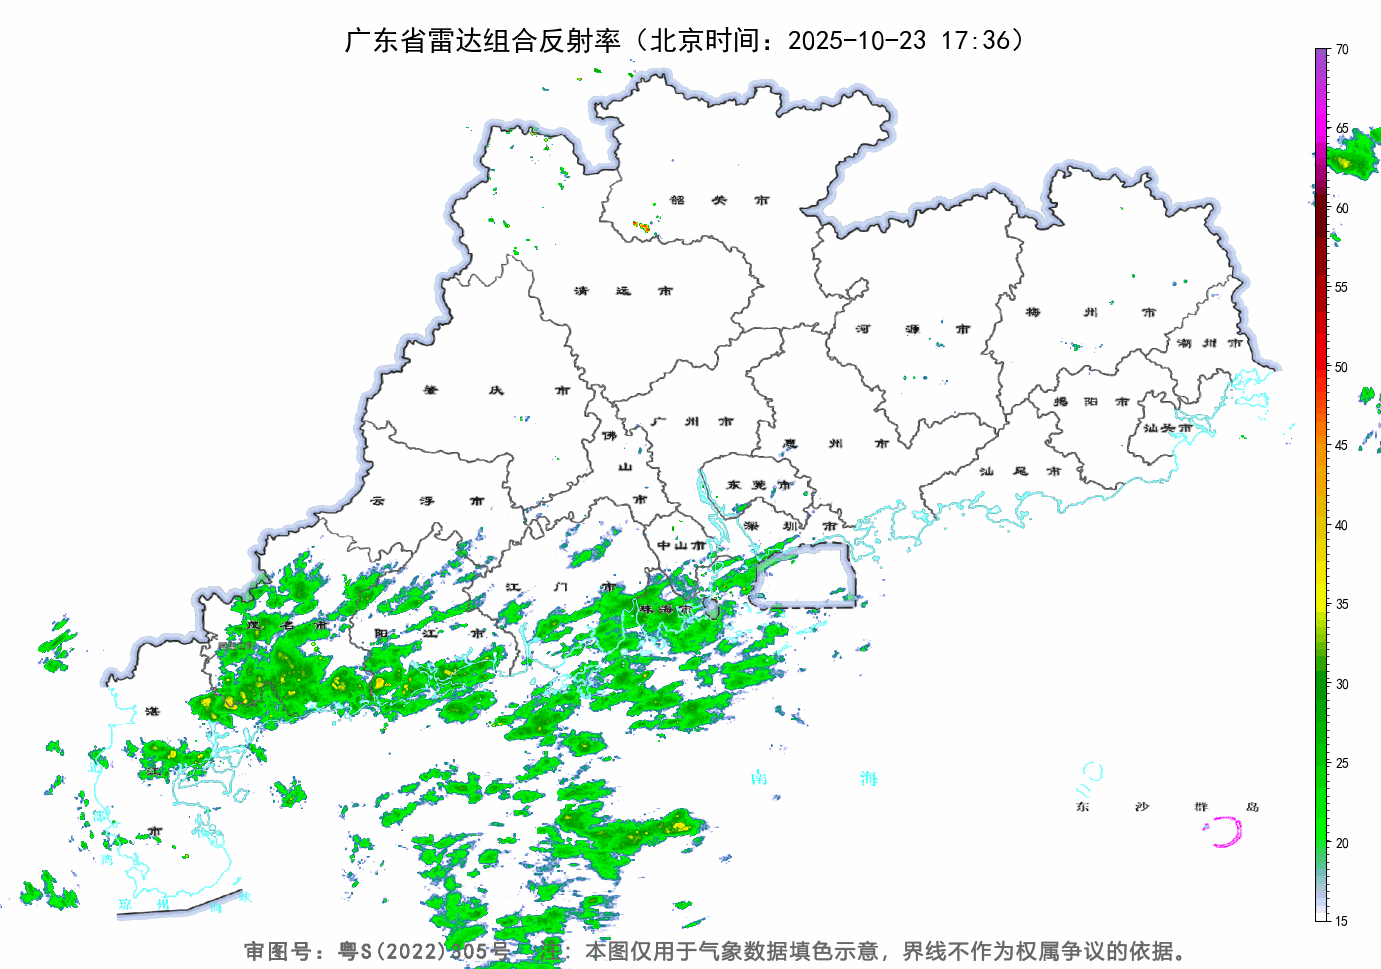 广东省雷达组合反射率（北京时间：2025-10-23 17:36）
70
65
60
55
50
45
40
35
30
25
20
15
韶关市
清远市
河源市
梅州市
潮州市
肇庆市
广州市
揭阳市
汕头市
佛山市
惠州市
汕尾市
云浮市
东莞市
深圳市
中山市
江门市
珠海市
茂名市
阳江市
湛江市
南海
东沙群岛
琼州海峡
审图号：粤S(2022)305号 注：本图仅用于气象数据填色示意，界线不作为权属争议的依据。